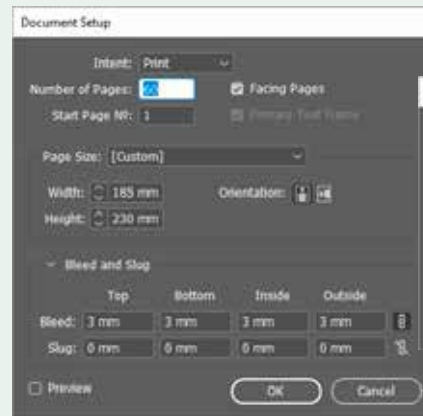 Document Setup
Intent: Print
Number of Pages: 60
Facing Pages
Start Page Nº: 1
Primary Text Frame
Page Size: [Custom]
Width: 185 mm
Orientation:
Height: 230 mm
Bleed and Slug
Top Bottom Inside Outside
Bleed: 3 mm 3 mm 3 mm 3 mm
Slug: 0 mm 0 mm 0 mm 0 mm
Preview
OK Cancel